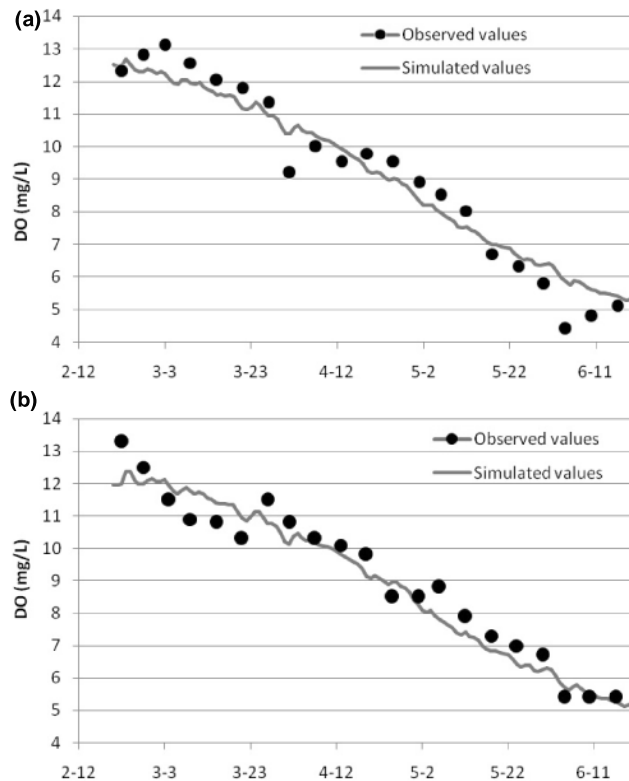 (a)
14
13
12
11
10
9
8
7
6
5
4
DO (mg/L)
Observed values
Simulated values
2-12 3-3 3-23 4-12 5-2 5-22 6-11
(b)
14
13
12
11
10
9
8
7
6
5
4
DO (mg/L)
Observed values
Simulated values
2-12 3-3 3-23 4-12 5-2 5-22 6-11